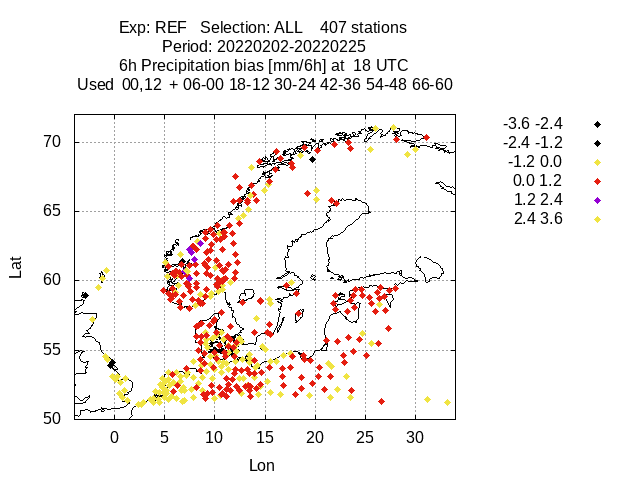 Exp: REF Selection: ALL 407 stations
Period: 20220202-20220225
6h Precipitation bias [mm/6h] at 18 UTC
Used 00,12 + 06-00 18-12 30-24 42-36 54-48 66-60
-3.6 -2.4
-2.4 -1.2
-1.2 0.0
0.0 1.2
1.2 2.4
2.4 3.6
70
65
60
55
50
Lat
0 5 10 15 20 25 30
Lon